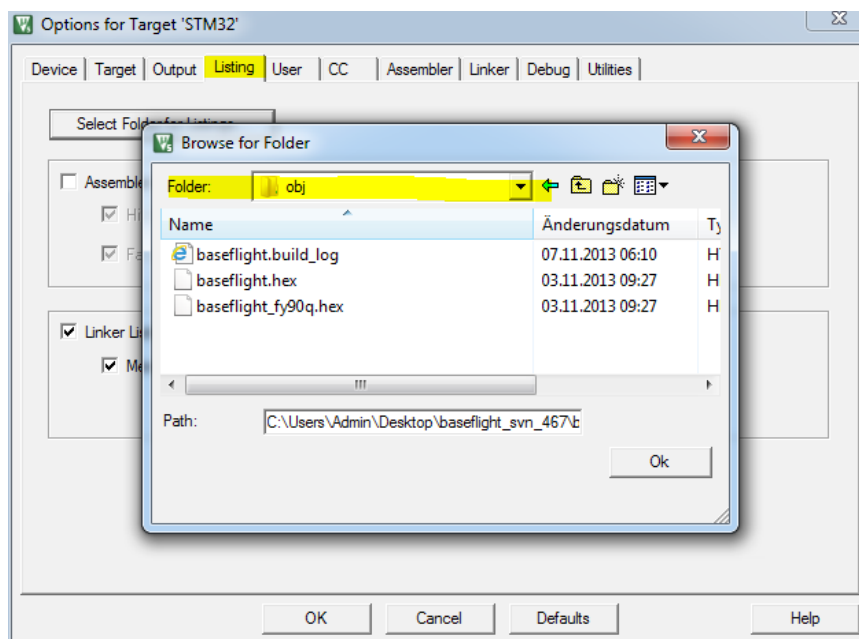 Options for Target 'STM32'
Device Target Output Listing User CC Assembler Linker Debug Utilities
Browse for Folder
Folder: obj
Name Änderungsdatum
baseflight.build_log 07.11.2013 06:10
baseflight.hex 03.11.2013 09:27
baseflight_fy90q.hex 03.11.2013 09:27
Path: C:\Users\Admin\Desktop\baseflight_svn_467\b
Ok
Select
Linker
OK Cancel Defaults Help